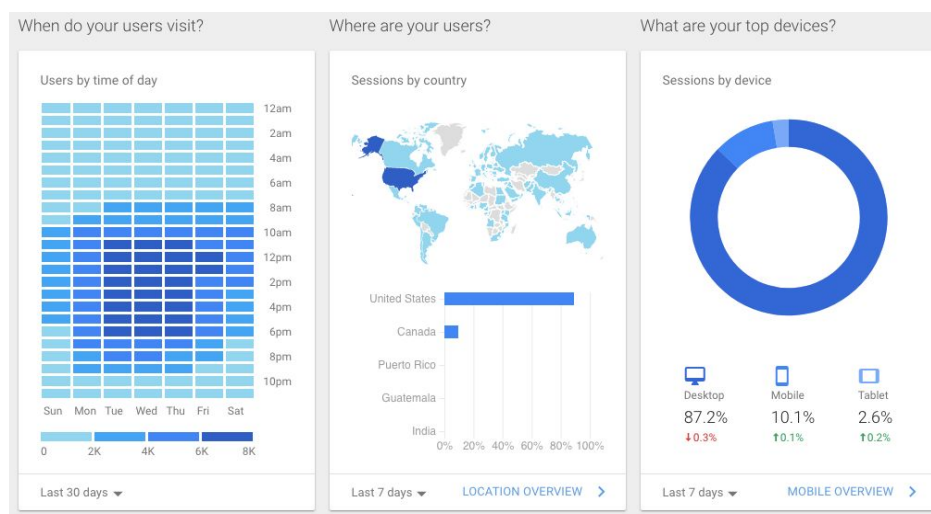 When do your users visit?
Users by time of day
12am
2am
4am
6am
8am
10am
12pm
2pm
4pm
6pm
8pm
10pm
Sun Mon Tue Wed Thu Fri Sat
0 2K 4K 6K 8K
Last 30 days
Where are your users?
Sessions by country
United States
Canada
Puerto Rico
Guatemala
India
0% 20% 40% 60% 80% 100%
Last 7 days LOCATION OVERVIEW
What are your top devices?
Sessions by device
Desktop Mobile Tablet
87.2% 10.1% 2.6%
↓0.3% ↑0.1% ↑0.2%
Last 7 days MOBILE OVERVIEW